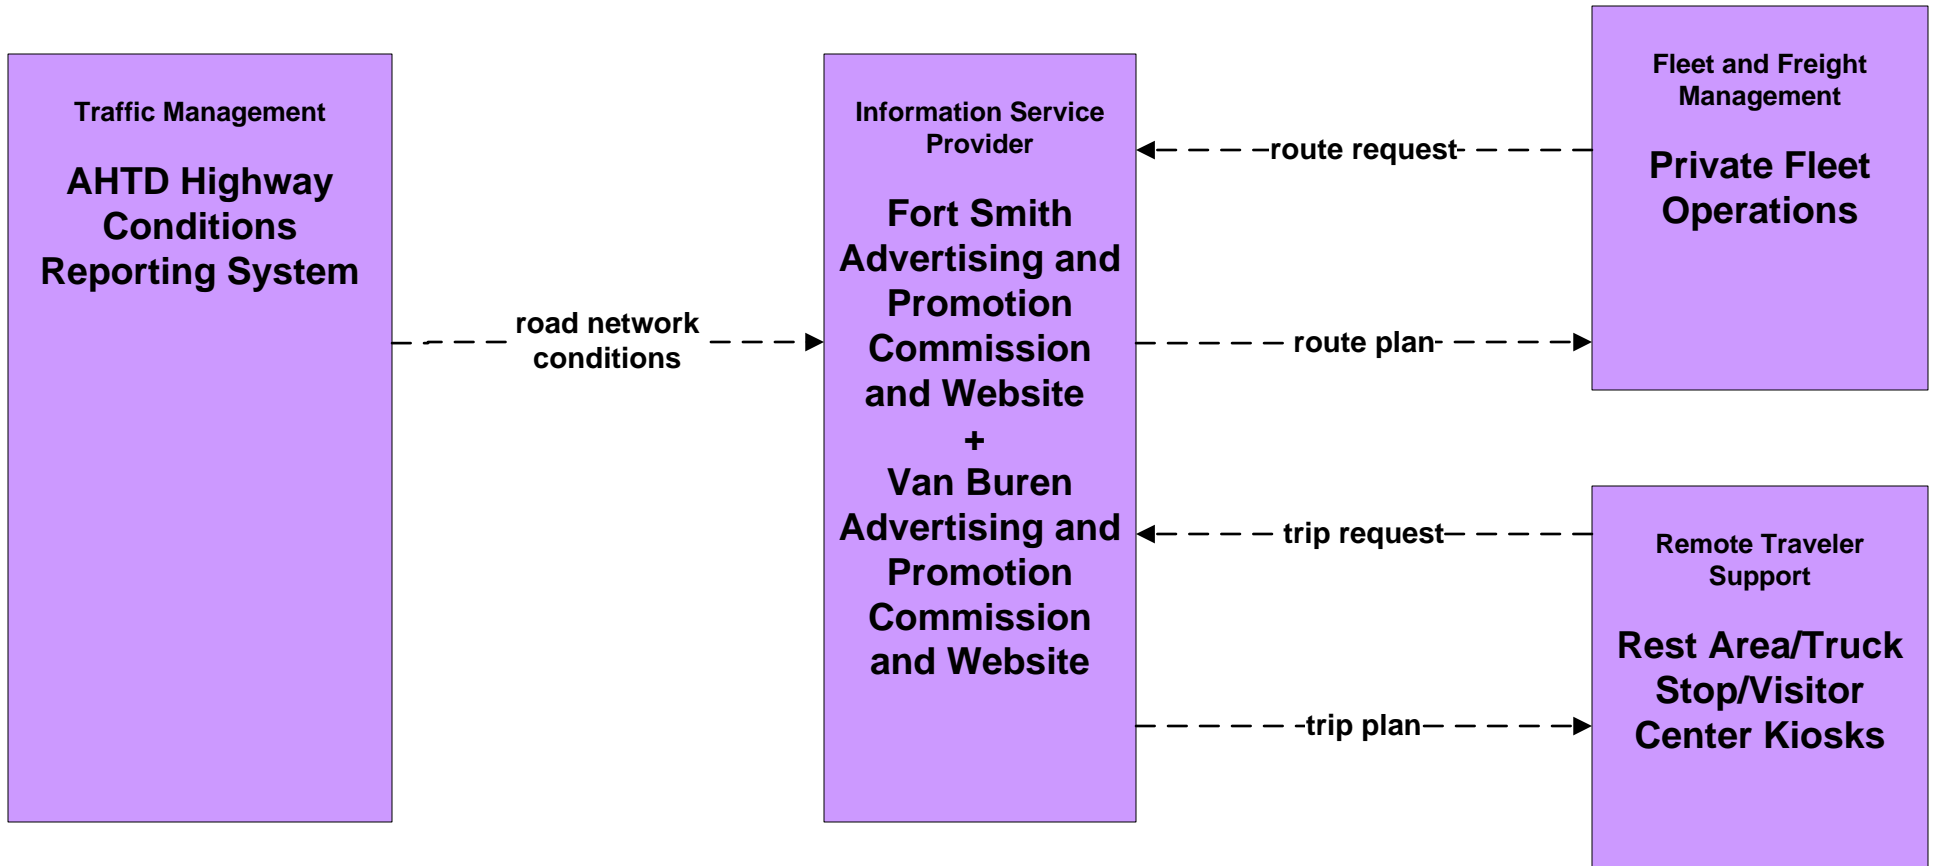 Traffic Management
AHTD Highway
Conditions
Reporting System
road network
conditions
Information Service
Provider
Fort Smith
Advertising and
Promotion
Commission
and Website
+
Van Buren
Advertising and
Promotion
Commission
and Website
route request
route plan
trip request
trip plan
Fleet and Freight
Management
Private Fleet
Operations
Remote Traveler
Support
Rest Area/Truck
Stop/Visitor
Center Kiosks